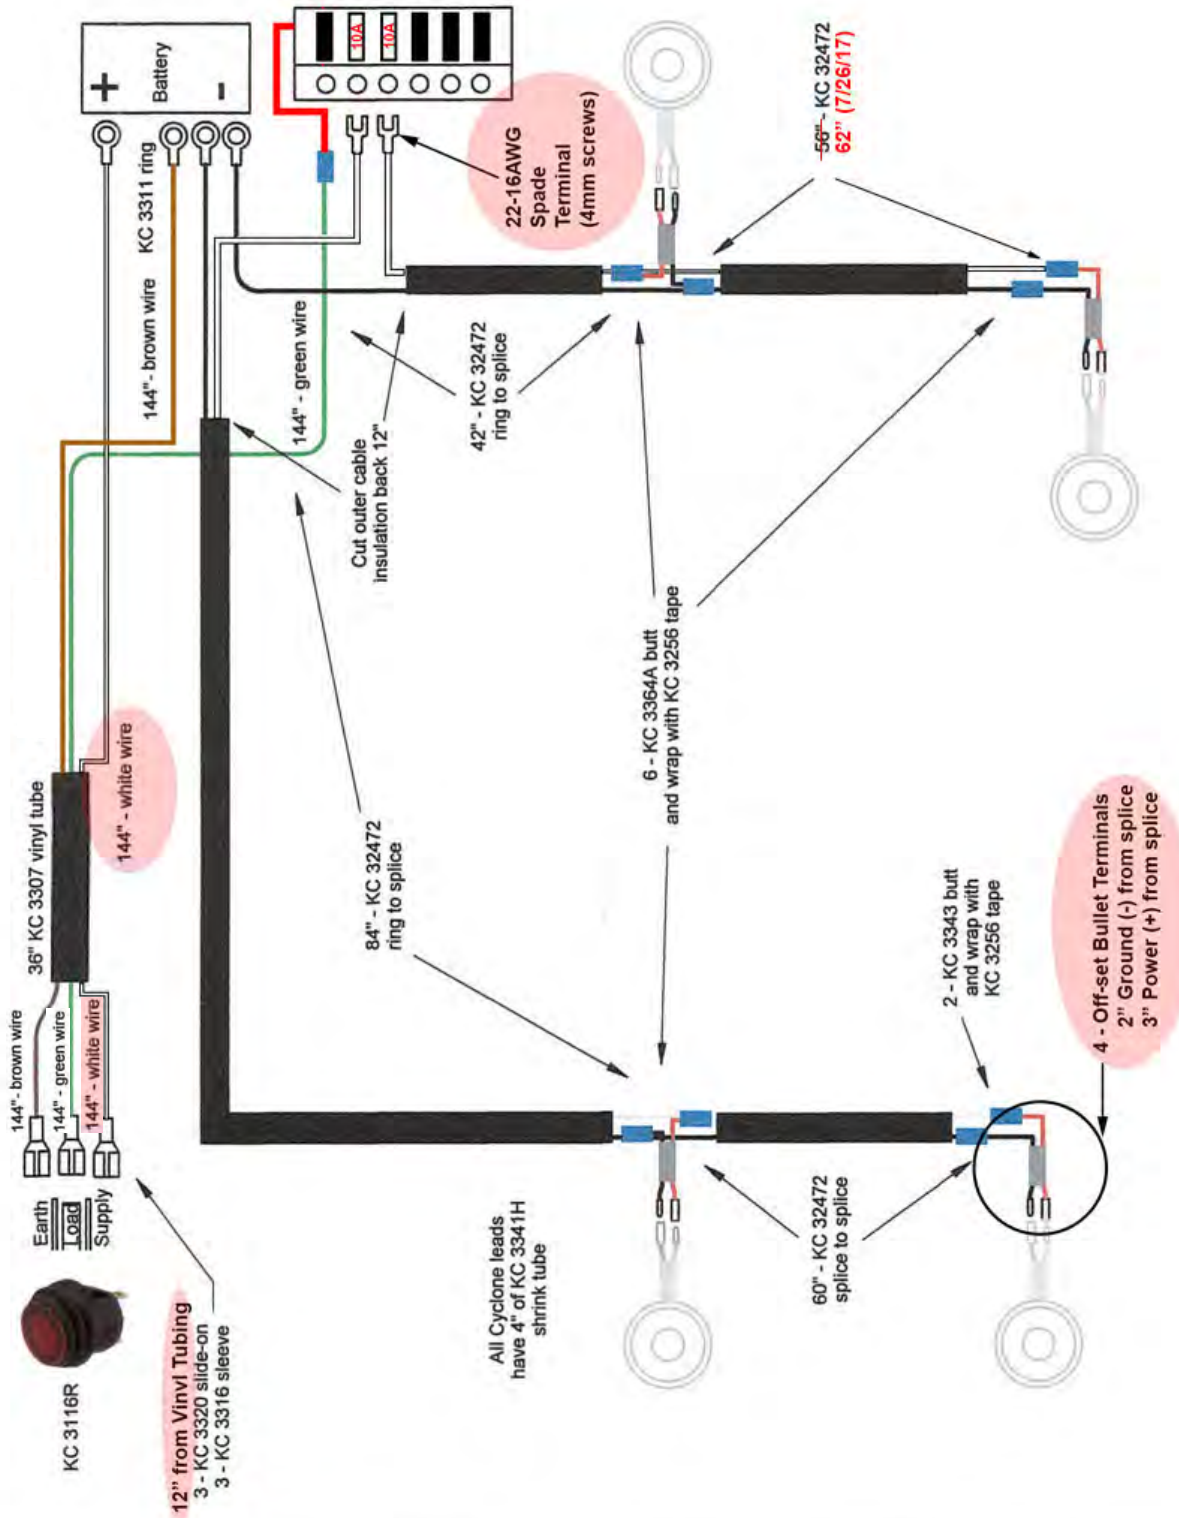 12" from Vinyl Tubing
3 - KC 3320 slide-on
3 - KC 3316 sleeve
KC 3116R
Earth
Load
Supply
144"- brown wire
144" - green wire
144" - white wire
36" KC 3307 vinyl tube
144" - white wire
144"- brown wire
KC 3311 ring
+
Battery
-
144" - green wire
10A
10A
Cut outer cable
insulation back 12"
84" - KC 32472
ring to splice
42" - KC 32472
ring to splice
22-16AWG
Spade
Terminal
(4mm screws)
All Cyclone leads
have 4" of KC 3341H
shrink tube
6 - KC 3364A butt
and wrap with KC 3256 tape
56" - KC 32472
62" (7/26/17)
60" - KC 32472
splice to splice
2 - KC 3343 butt
and wrap with
KC 3256 tape
4 - Off-set Bullet Terminals
2" Ground (-) from splice
3" Power (+) from splice